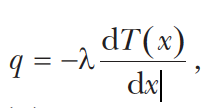 q = −λ dT(x)/dx ,